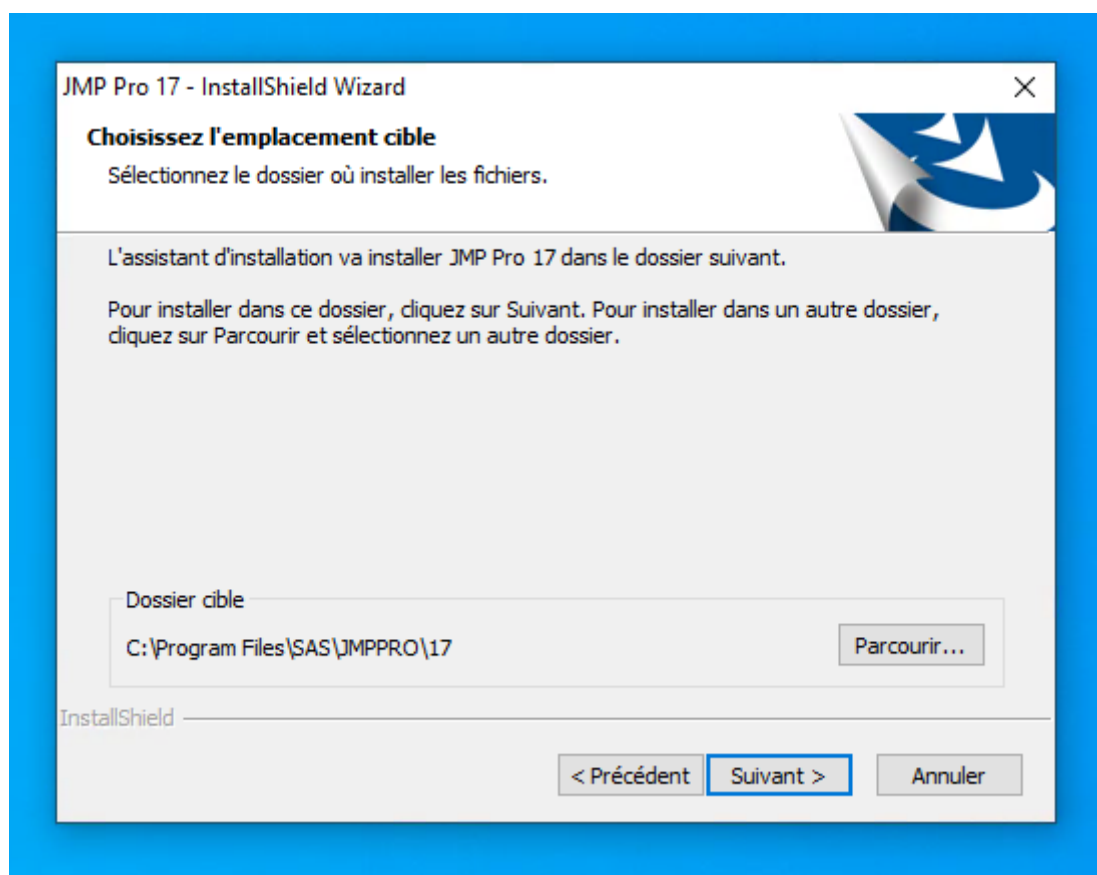 JMP Pro 17 - InstallShield Wizard
Choisissez l'emplacement cible
Sélectionnez le dossier où installer les fichiers.
L'assistant d'installation va installer JMP Pro 17 dans le dossier suivant.
Pour installer dans ce dossier, cliquez sur Suivant. Pour installer dans un autre dossier,
cliquez sur Parcourir et sélectionnez un autre dossier.
Dossier cible
C:\Program Files\SAS\JMPPRO\17
Parcourir...
InstallShield
< Précédent
Suivant >
Annuler